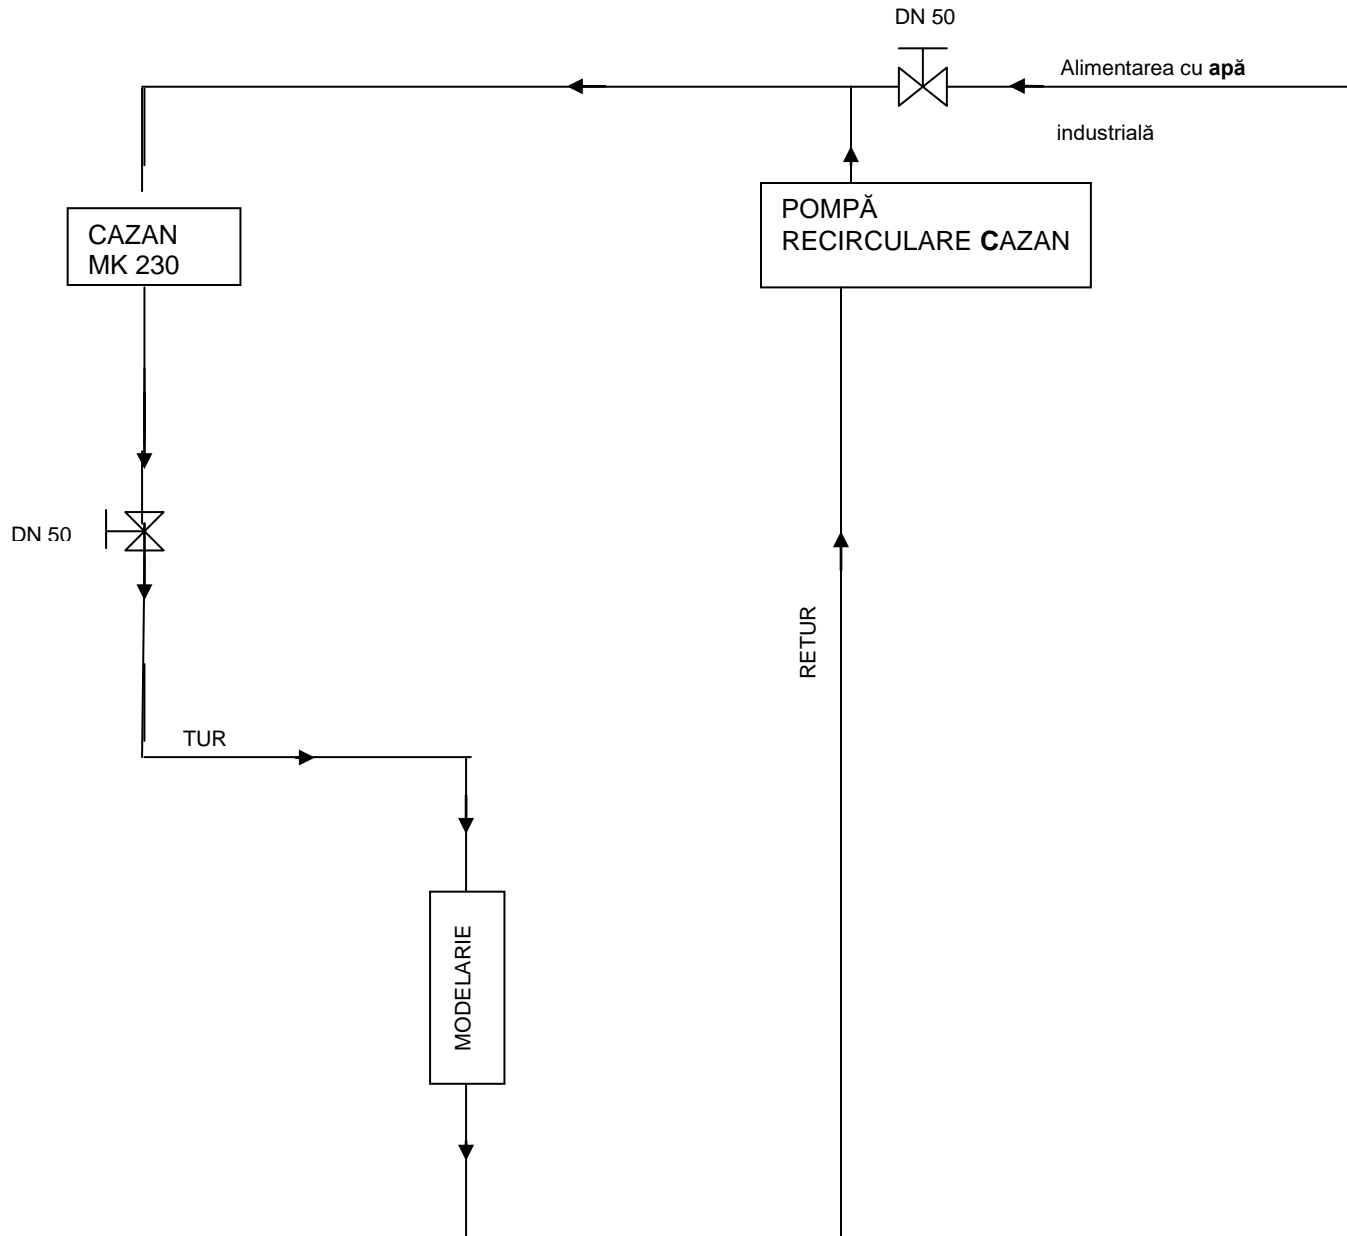 DN 50
Alimentarea cu apă
industrială
POMPĂ
RECIRCULARE CAZAN
CAZAN
MK 230
DN 50
RETUR
TUR
MODELARIE